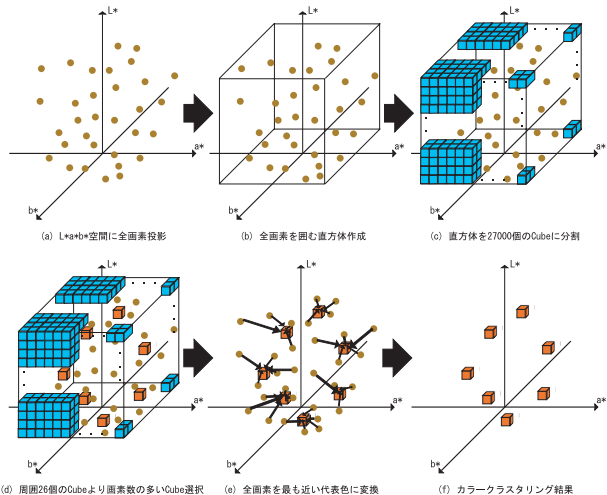 L*
a*
b*
(a) L*a*b*空間に全画素投影
L*
a*
b*
(b) 全画素を囲む直方体作成
L*
a*
b*
(c) 直方体を27000個のCubeに分割
L*
a*
b*
(d) 周囲26個のCubeより画素数の多いCube選択
L*
a*
b*
(e) 全画素を最も近い代表色に変換
L*
a*
b*
(f) カラークラスタリング結果